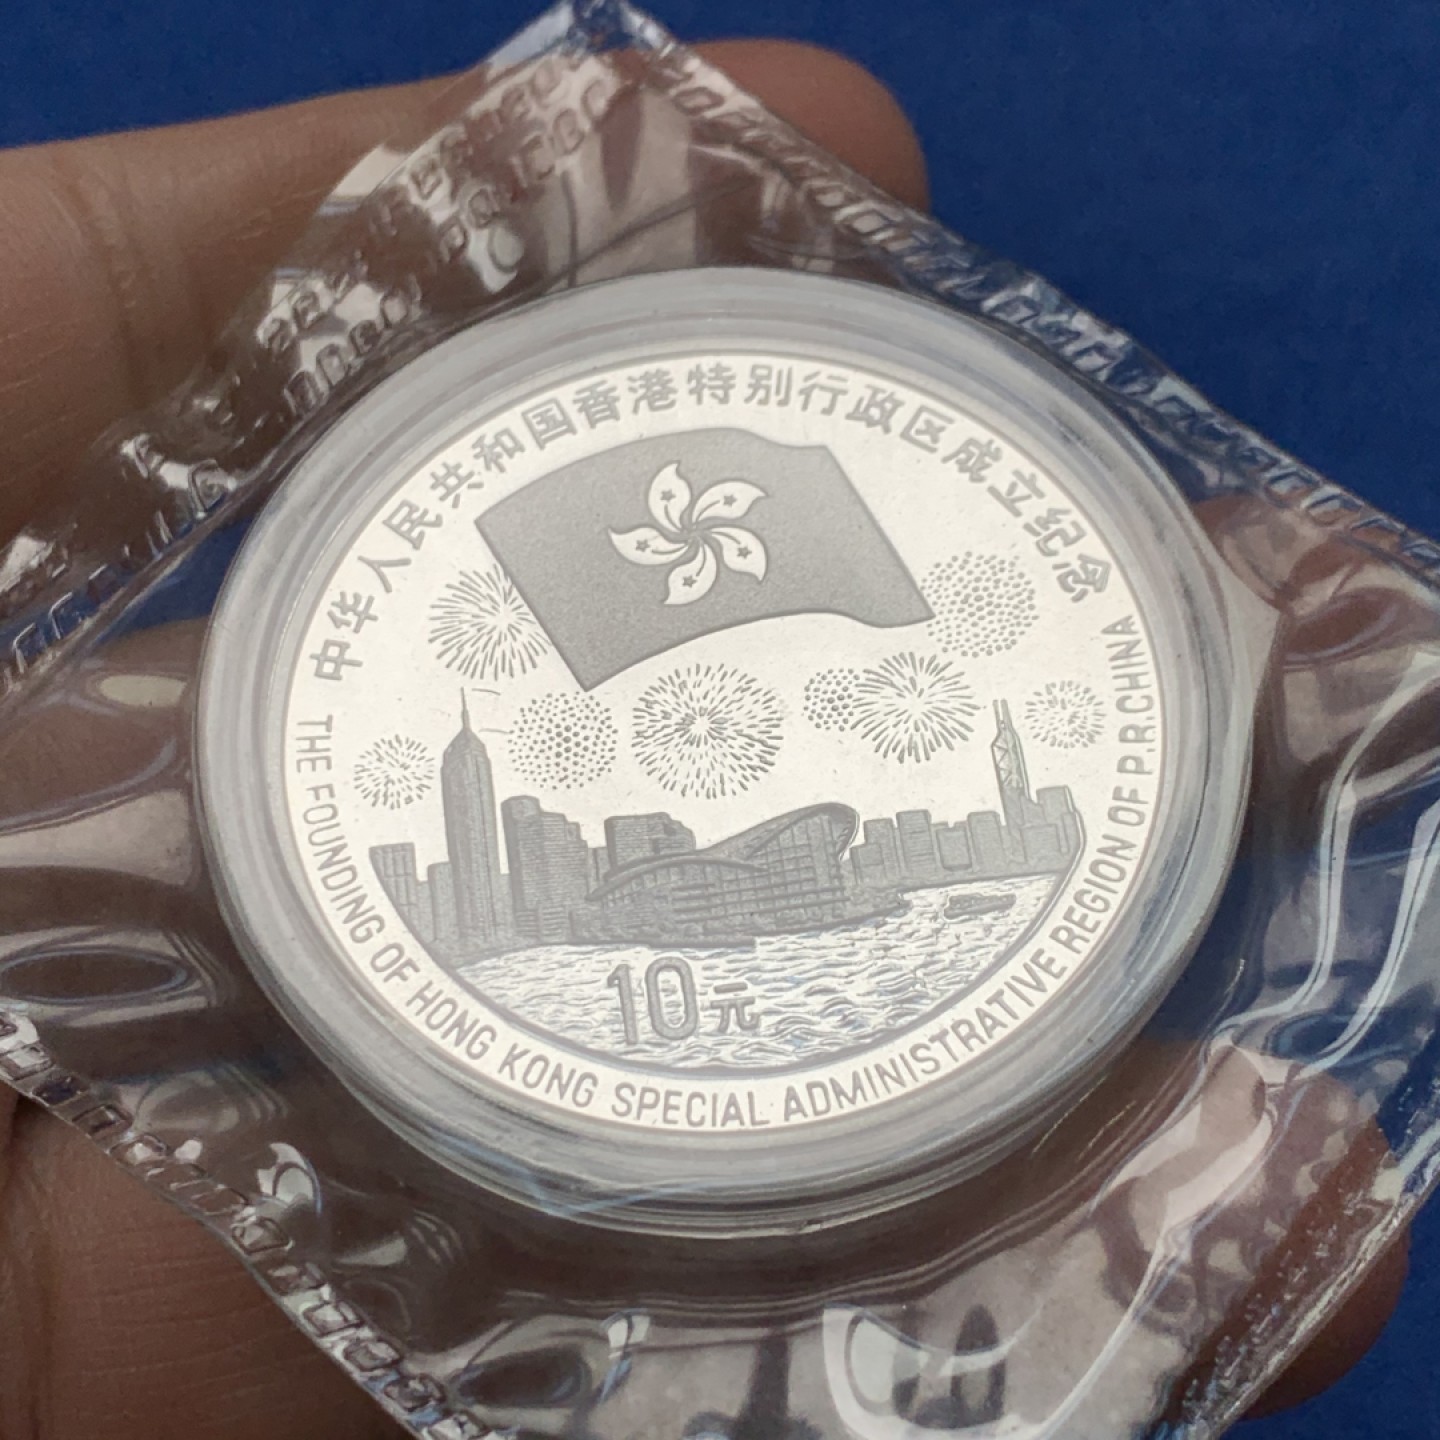 中华人民共和国香港特别行政区成立纪念
THE FOUNDING OF HONG KONG SPECIAL ADMINISTRATIVE REGION OF P.R.CHINA
10元